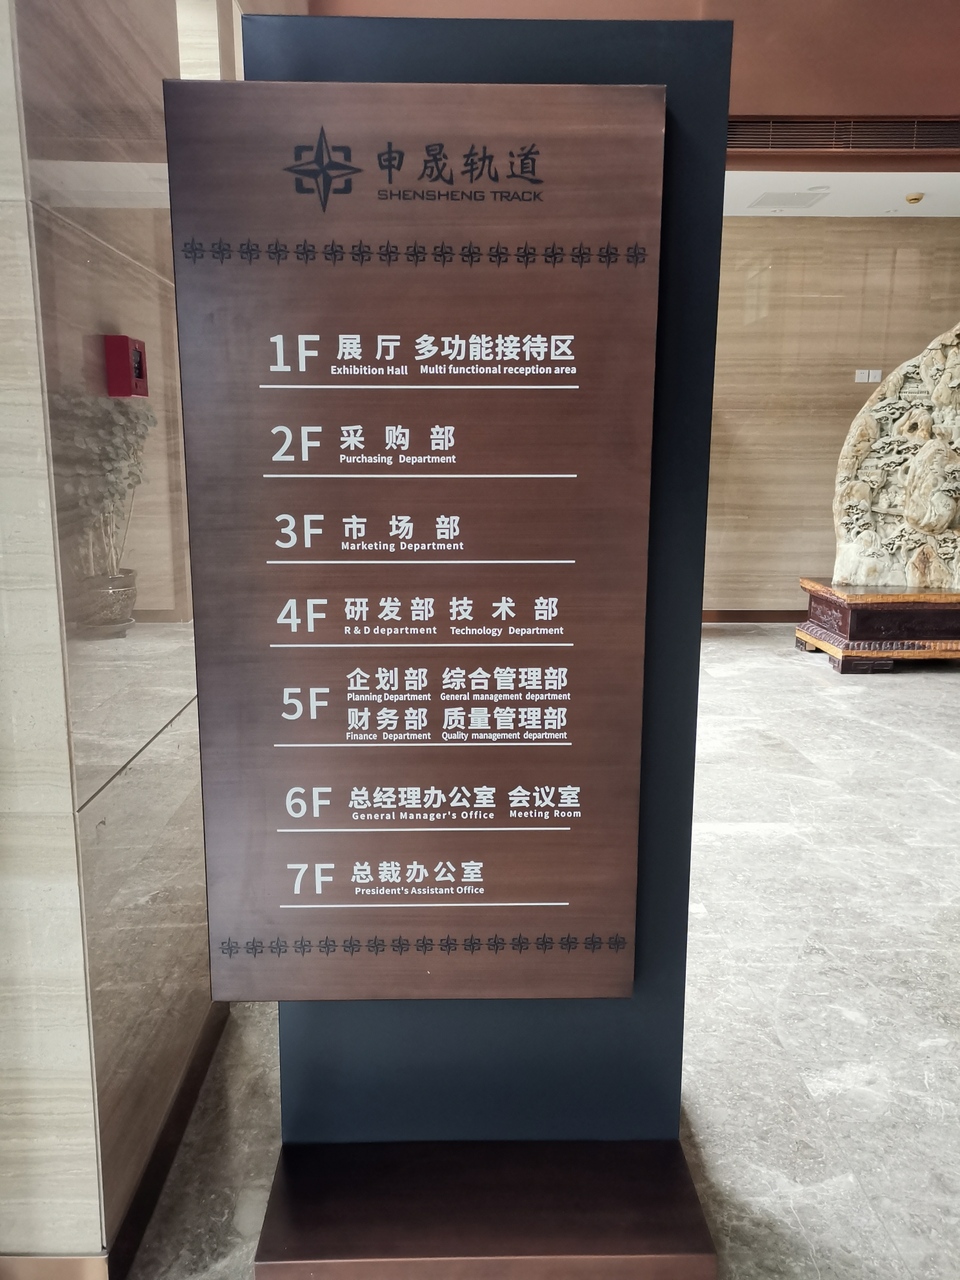 申晟轨道
SHENSHENG TRACK
1F 展厅 多功能接待区
Exhibition Hall Multi functional reception area
2F 采购部
Purchasing Department
3F 市场部
Marketing Department
4F 研发部 技术部
R & D department Technology Department
5F 企划部 综合管理部
Planning Department General management department
财务部 质量管理部
Finance Department Quality management department
6F 总经理办公室 会议室
General Manager's Office Meeting Room
7F 总裁办公室
President's Assistant Office